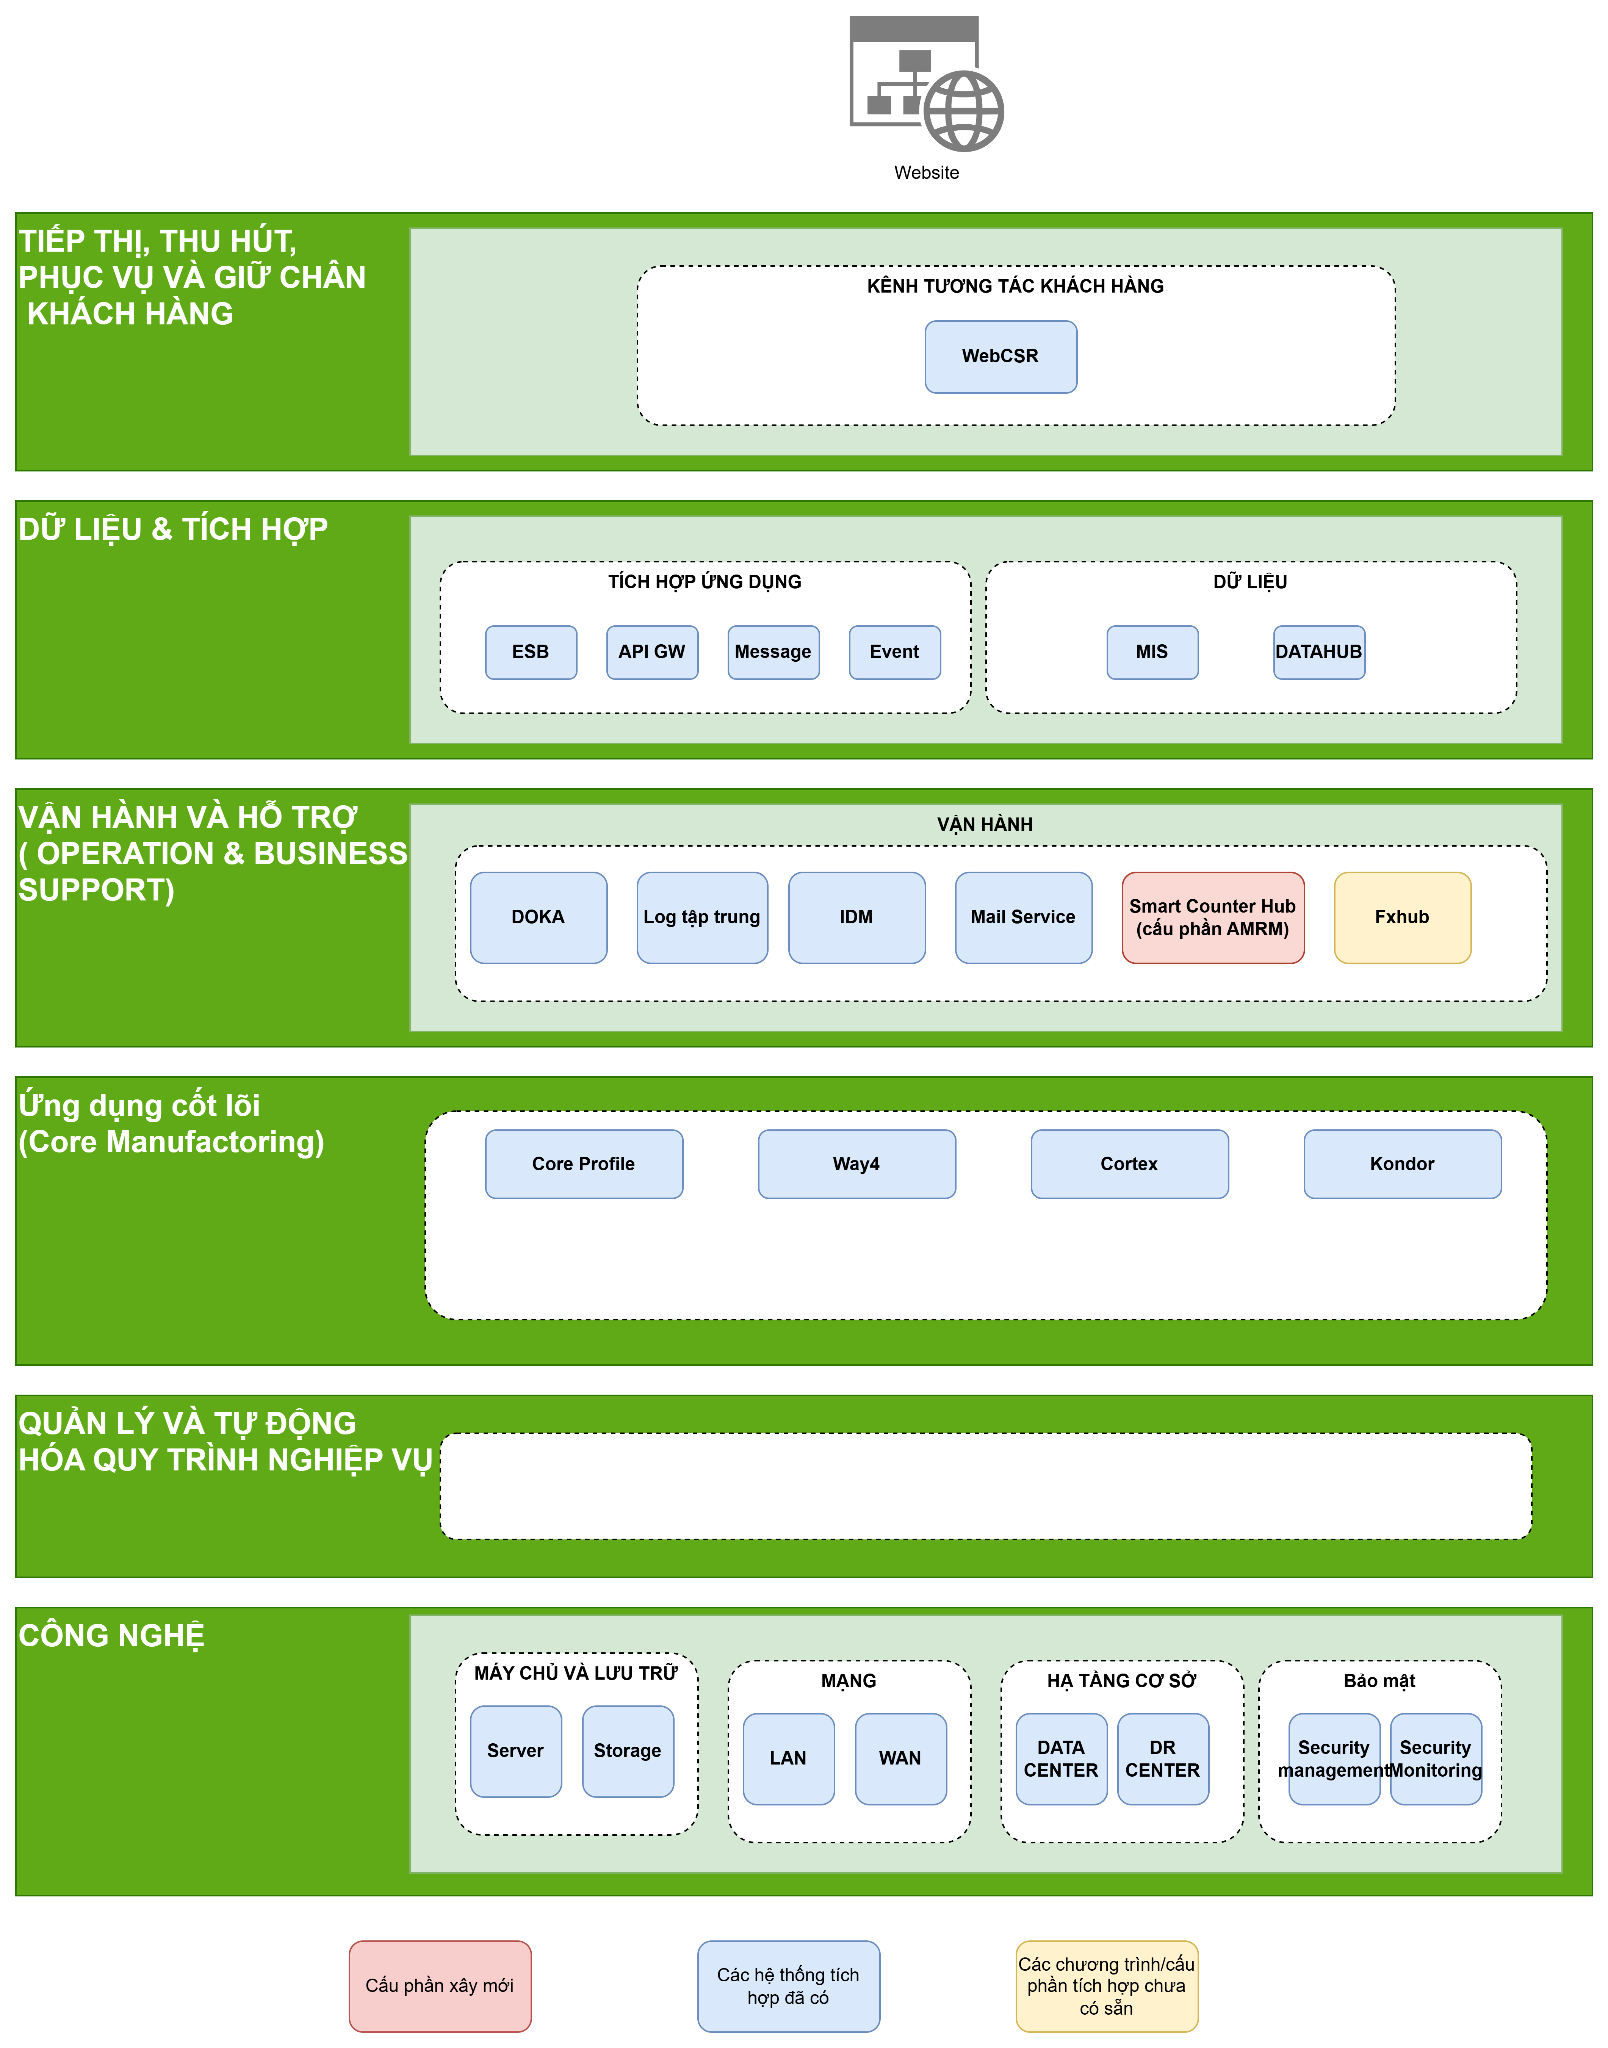 Website
TIẾP THỊ, THU HÚT,
PHỤC VỤ VÀ GIỮ CHÂN
KHÁCH HÀNG
KÊNH TƯƠNG TÁC KHÁCH HÀNG
WebCSR
DỮ LIỆU & TÍCH HỢP
TÍCH HỢP ỨNG DỤNG
ESB
API GW
Message
Event
DỮ LIỆU
MIS
DATAHUB
VẬN HÀNH VÀ HỖ TRỢ
( OPERATION & BUSINESS
SUPPORT)
VẬN HÀNH
DOKA
Log tập trung
IDM
Mail Service
Smart Counter Hub
(cấu phần AMRM)
Fxhub
Ứng dụng cốt lõi
(Core Manufactoring)
Core Profile
Way4
Cortex
Kondor
QUẢN LÝ VÀ TỰ ĐỘNG
HÓA QUY TRÌNH NGHIỆP VỤ
CÔNG NGHỆ
MÁY CHỦ VÀ LƯU TRỮ
Server
Storage
MẠNG
LAN
WAN
HẠ TẦNG CƠ SỞ
DATA
CENTER
DR
CENTER
Bảo mật
Security
management
Security
Monitoring
Cấu phần xây mới
Các hệ thống tích
hợp đã có
Các chương trình/cấu
phần tích hợp chưa
có sẵn